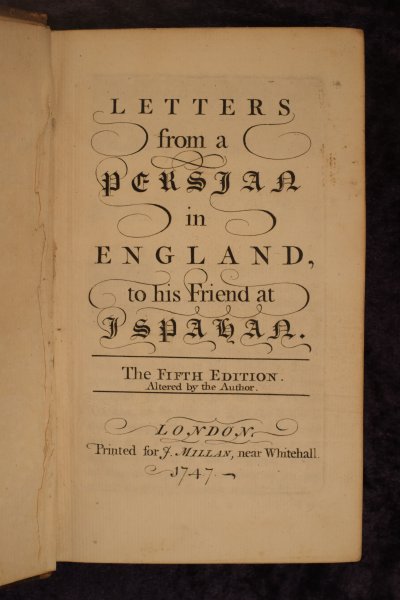 LETTERS
from a
PERSIAN
in
ENGLAND,
to his Friend at
ISPAHAN.
The FIFTH EDITION.
Altered by the Author.
LONDON.
Printed for J. MILLAN, near Whitehall.
1747.